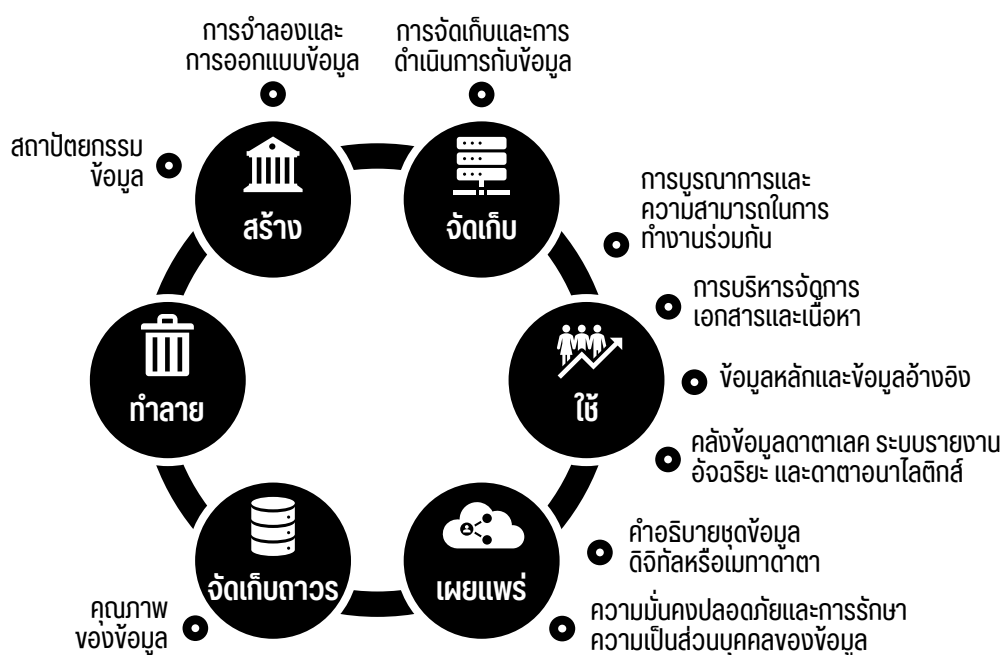 การจำลองและ
การออกแบบข้อมูล
การจัดเก็บและการ
ดำเนินการกับข้อมูล
สถาปัตยกรรม
ข้อมูล
สร้าง
จัดเก็บ
การบูรณาการและ
ความสามารถในการ
ทำงานร่วมกัน
การบริหารจัดการ
เอกสารและเนื้อหา
ทำลาย
ใช้
ข้อมูลหลักและข้อมูลอ้างอิง
คลังข้อมูลดาตาเลค ระบบรายงาน
อัจฉริยะ และดาตาอนาไลติกส์
จัดเก็บถาวร
เผยแพร่
คำอธิบายชุดข้อมูล
ดิจิทัลหรือเมทาดาตา
คุณภาพ
ของข้อมูล
ความมั่นคงปลอดภัยและการรักษา
ความเป็นส่วนบุคคลของข้อมูล